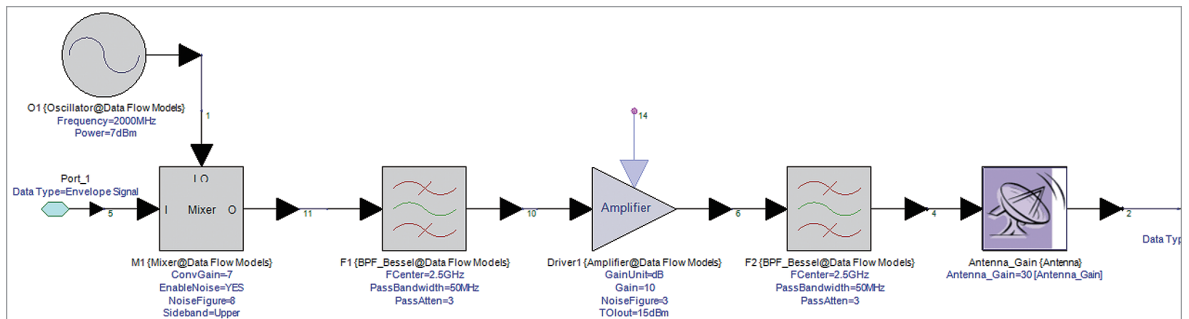 O1 {Oscillator@Data Flow Models}
Frequency=2000MHz
Power=7dBm
1
14
Port_1
Data Type=Envelope Signal
5
LO
I Mixer O
11
10
Amplifier
6
4
2
Data Typ
M1 {Mixer@Data Flow Models}
ConvGain=-7
EnableNoise=YES
NoiseFigure=8
Sideband=Upper
F1 {BPF_Bessel@Data Flow Models}
FCenter=2.5GHz
PassBandwidth=50MHz
PassAtten=3
Driver1 {Amplifier@Data Flow Models}
GainUnit=dB
Gain=10
NoiseFigure=3
TOIout=15dBm
F2 {BPF_Bessel@Data Flow Models}
FCenter=2.5GHz
PassBandwidth=50MHz
PassAtten=3
Antenna_Gain {Antenna}
Antenna_Gain=30 [Antenna_Gain]